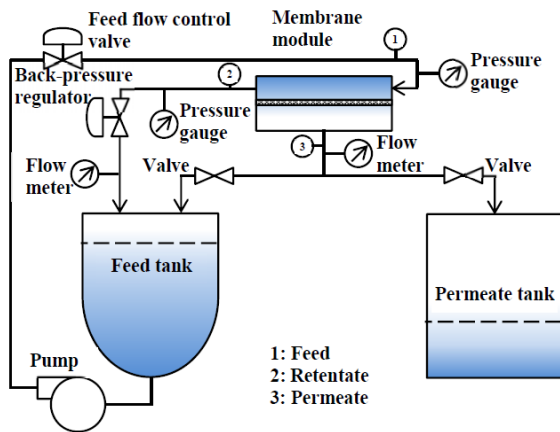 Feed flow control
valve
Membrane
module
1
Back-pressure
regulator
2
Pressure
gauge
Pressure
gauge
3
Flow
meter
Flow
meter
Valve
Valve
Feed tank
Permeate tank
Pump
1: Feed
2: Retentate
3: Permeate